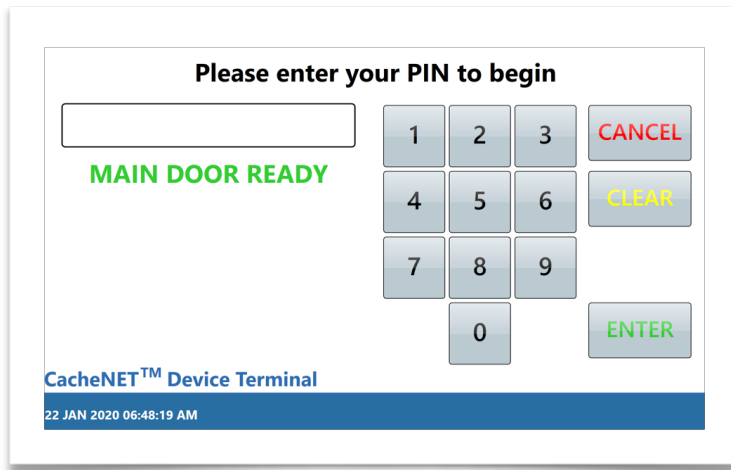 Please enter your PIN to begin
MAIN DOOR READY
1 2 3 CANCEL
4 5 6 CLEAR
7 8 9
0 ENTER
CacheNET™ Device Terminal
22 JAN 2020 06:48:19 AM